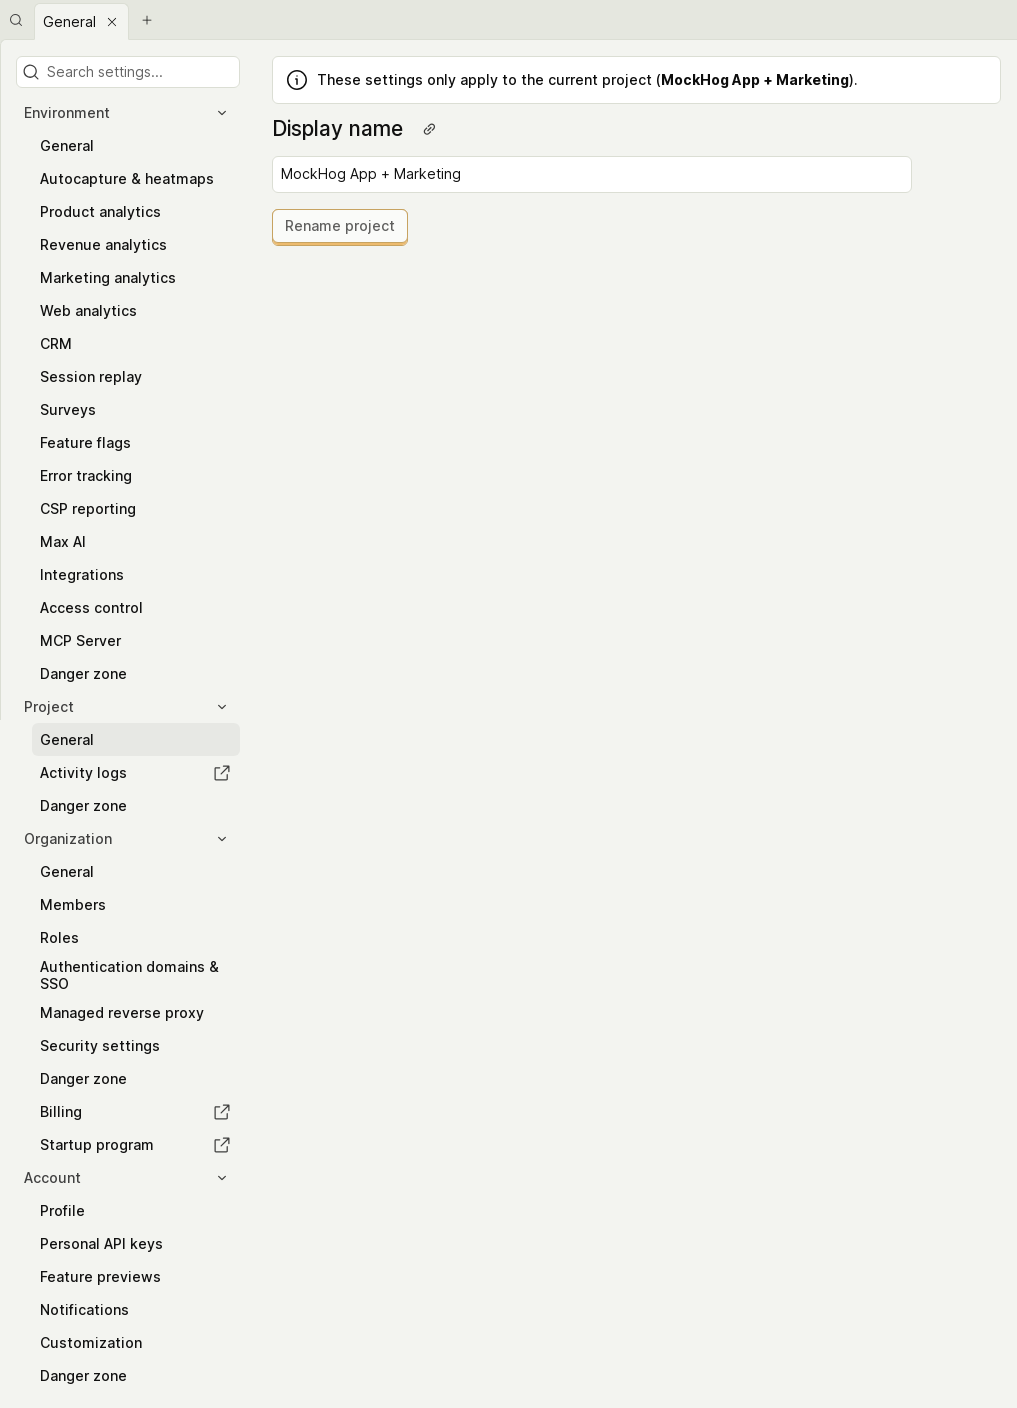 General
Search settings...
Environment
General
Autocapture & heatmaps
Product analytics
Revenue analytics
Marketing analytics
Web analytics
CRM
Session replay
Surveys
Feature flags
Error tracking
CSP reporting
Max AI
Integrations
Access control
MCP Server
Danger zone
Project
General
Activity logs
Danger zone
Organization
General
Members
Roles
Authentication domains &
SSO
Managed reverse proxy
Security settings
Danger zone
Billing
Startup program
Account
Profile
Personal API keys
Feature previews
Notifications
Customization
Danger zone
These settings only apply to the current project (MockHog App + Marketing).
Display name
MockHog App + Marketing
Rename project